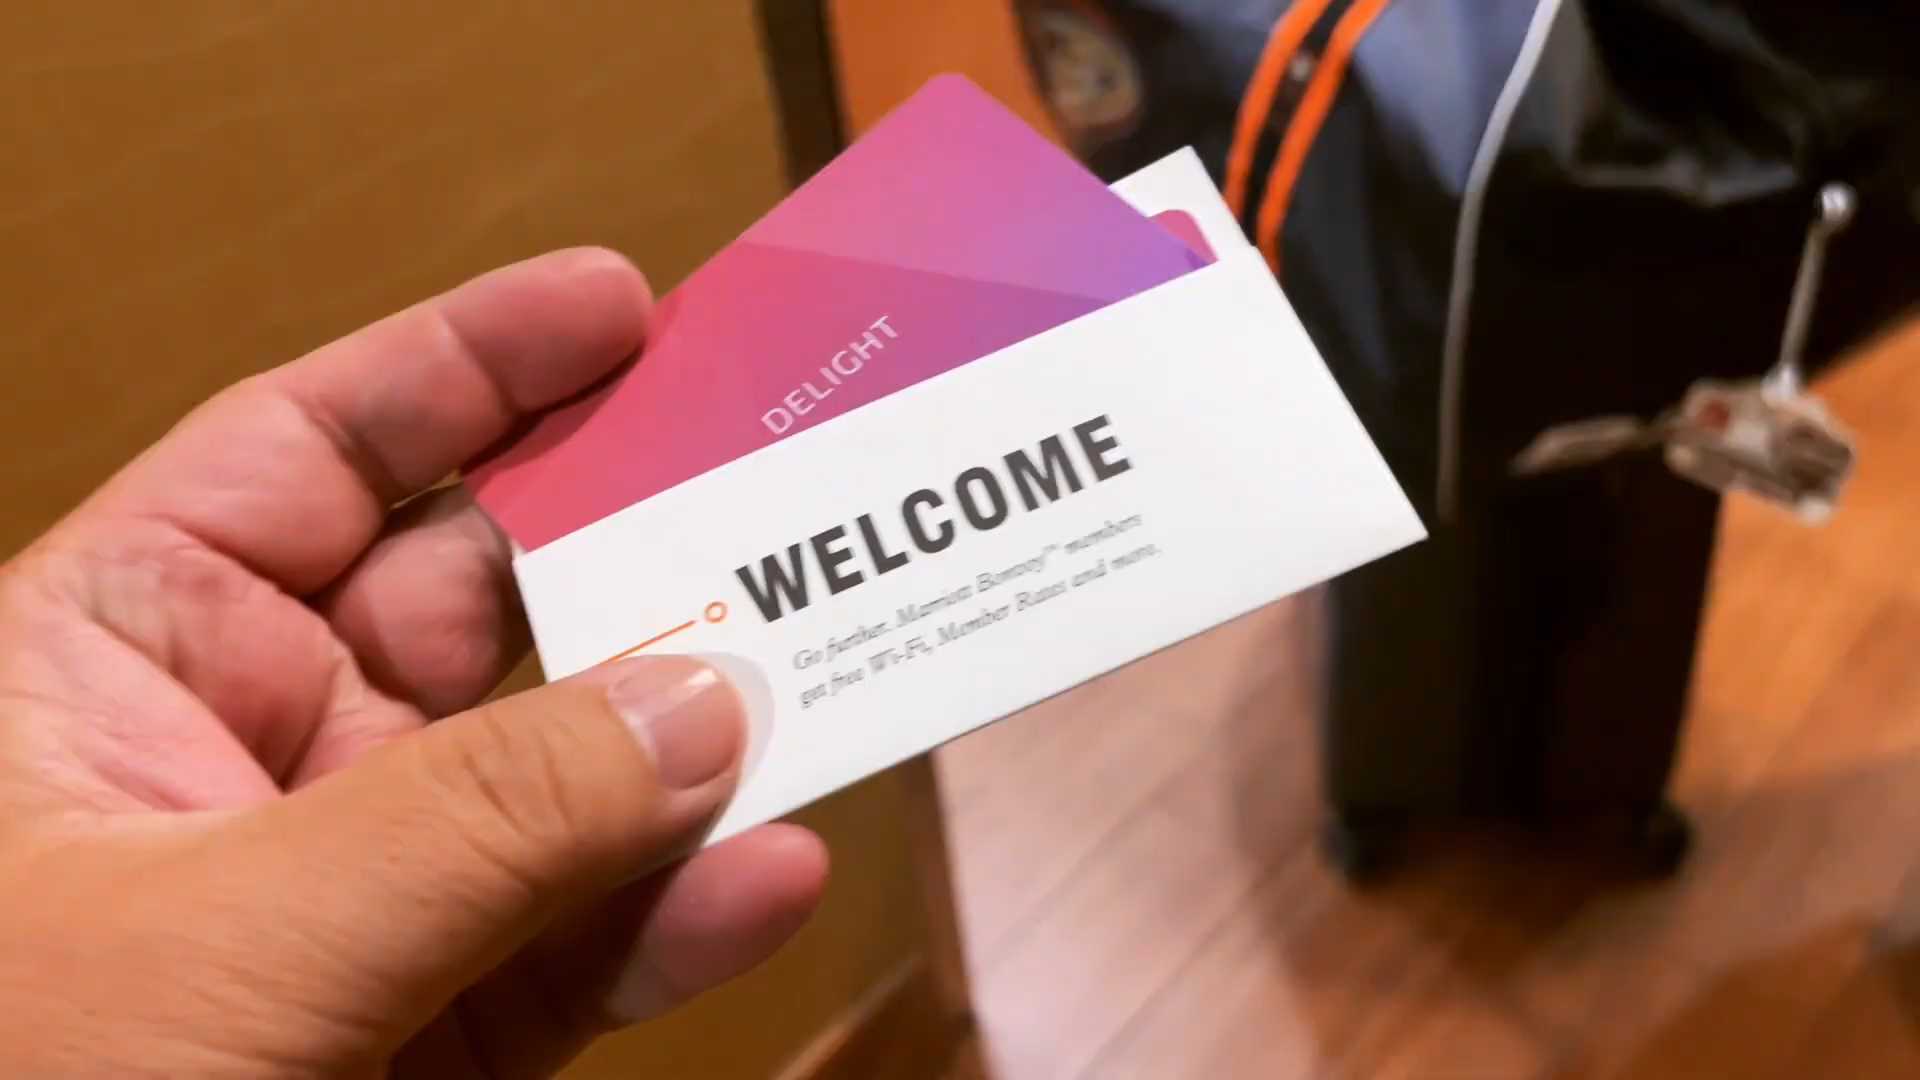 DELIGHT
WELCOME
Go further. Marriott Bonvoy™ members
get free Wi-Fi, Member Rates and more.